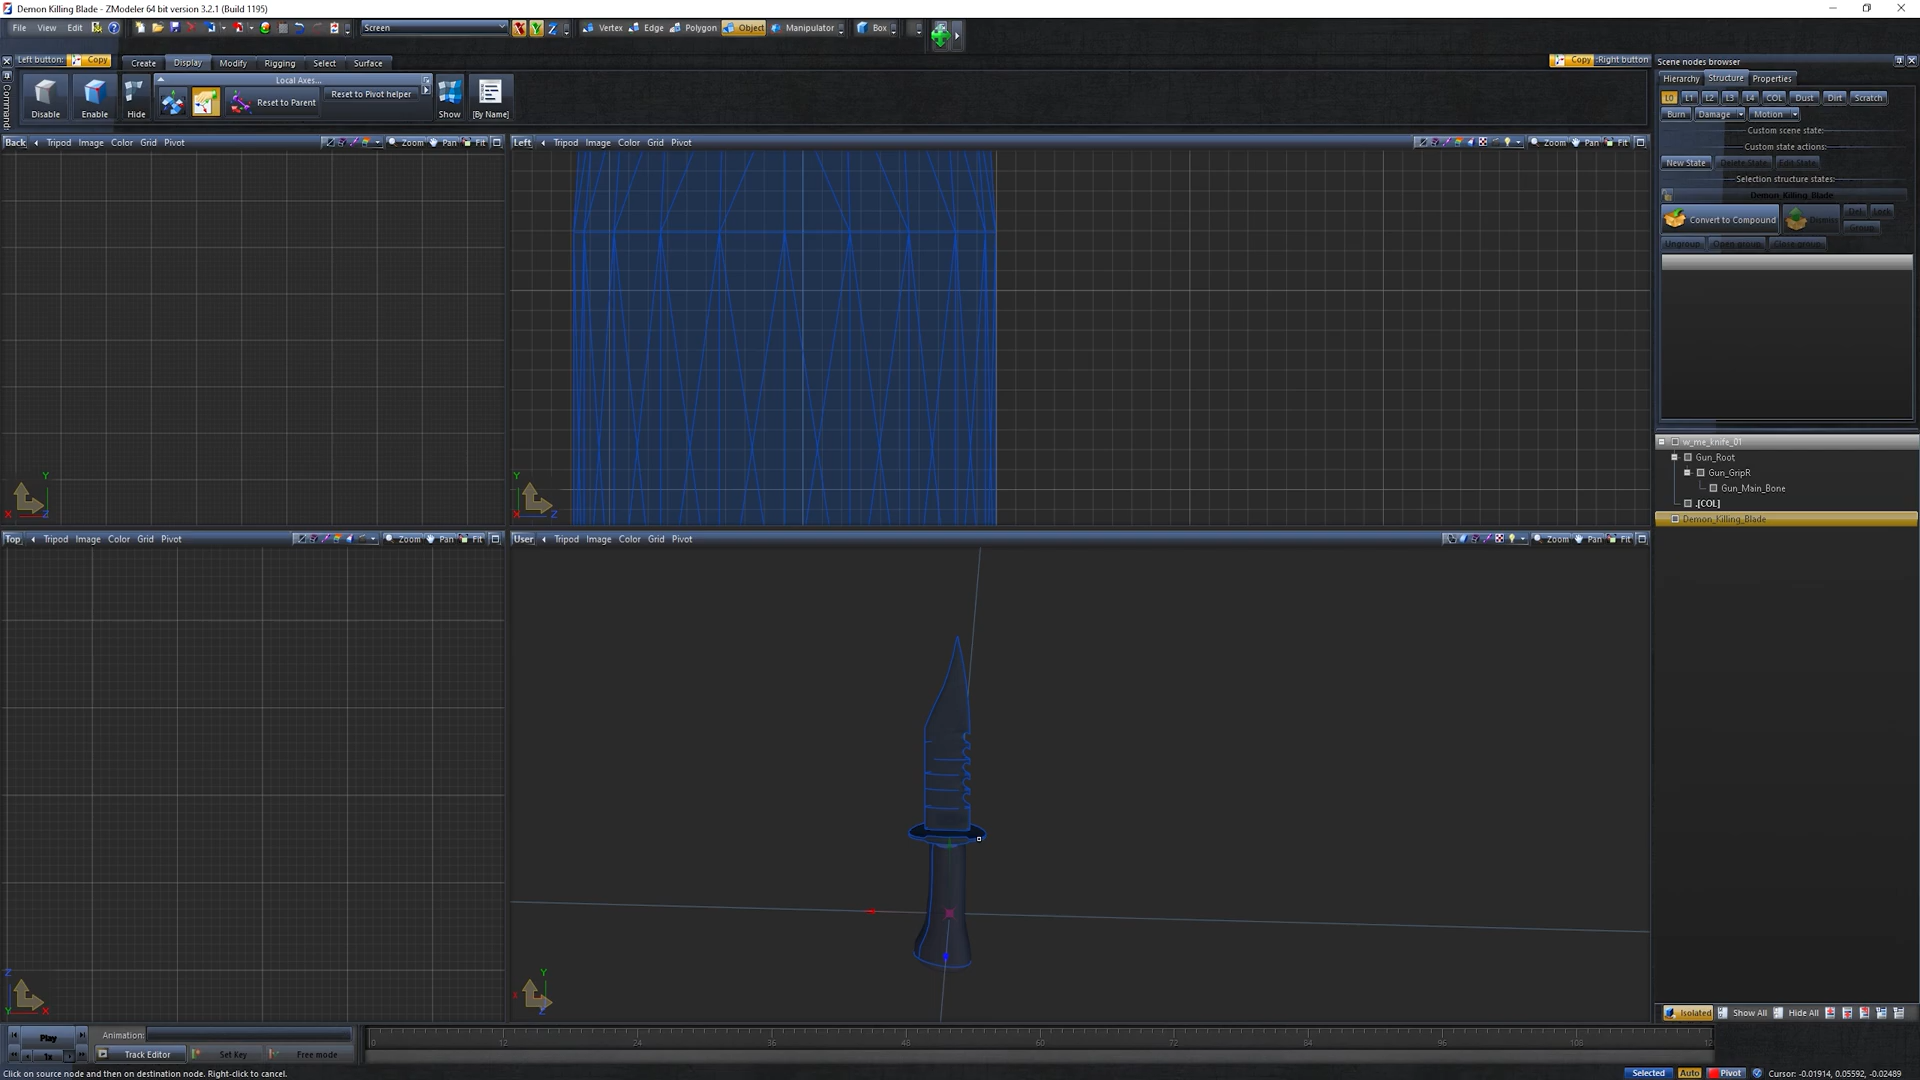 Demon Killing Blade - ZModeler 64 bit version 3.2.1 (Build 1195)
File View Edit Screen X Y Z Vertex Edge Polygon Object Manipulator Box
Left button: Copy Create Display Modify Rigging Select Surface Copy :Right button
Commands
Local Axes...
Disable Enable Hide Reset to Parent Reset to Pivot helper Show [By Name]
Back Tripod Image Color Grid Pivot Zoom Pan Fit
Left Tripod Image Color Grid Pivot Zoom Pan Fit
Y
X Z
Y
X Z
Top Tripod Image Color Grid Pivot Zoom Pan Fit
User Tripod Image Color Grid Pivot Zoom Pan Fit
Z
Y X
Y
X Z
Scene nodes browser
Hierarchy Structure Properties
L0 L1 L2 L3 L4 COL Dust Dirt Scratch
Burn Damage Motion
Custom scene state:
Custom state actions:
New State Delete State Edit State
Selection structure states:
Demon_Killing_Blade
Convert to Compound Dismiss Del Lock
Group
Ungroup Open group Close group
w_me_knife_01
Gun_Root
Gun_GripR
Gun_Main_Bone
.[COL]
Demon_Killing_Blade
Isolated Show All Hide All
Play Animation:
1x Track Editor Set Key Free mode
0 12 24 36 48 60 72 84 96 108 12
Click on source node and then on destination node. Right-click to cancel.
Selected Auto Pivot Cursor: -0.01914, 0.05592, -0.02489